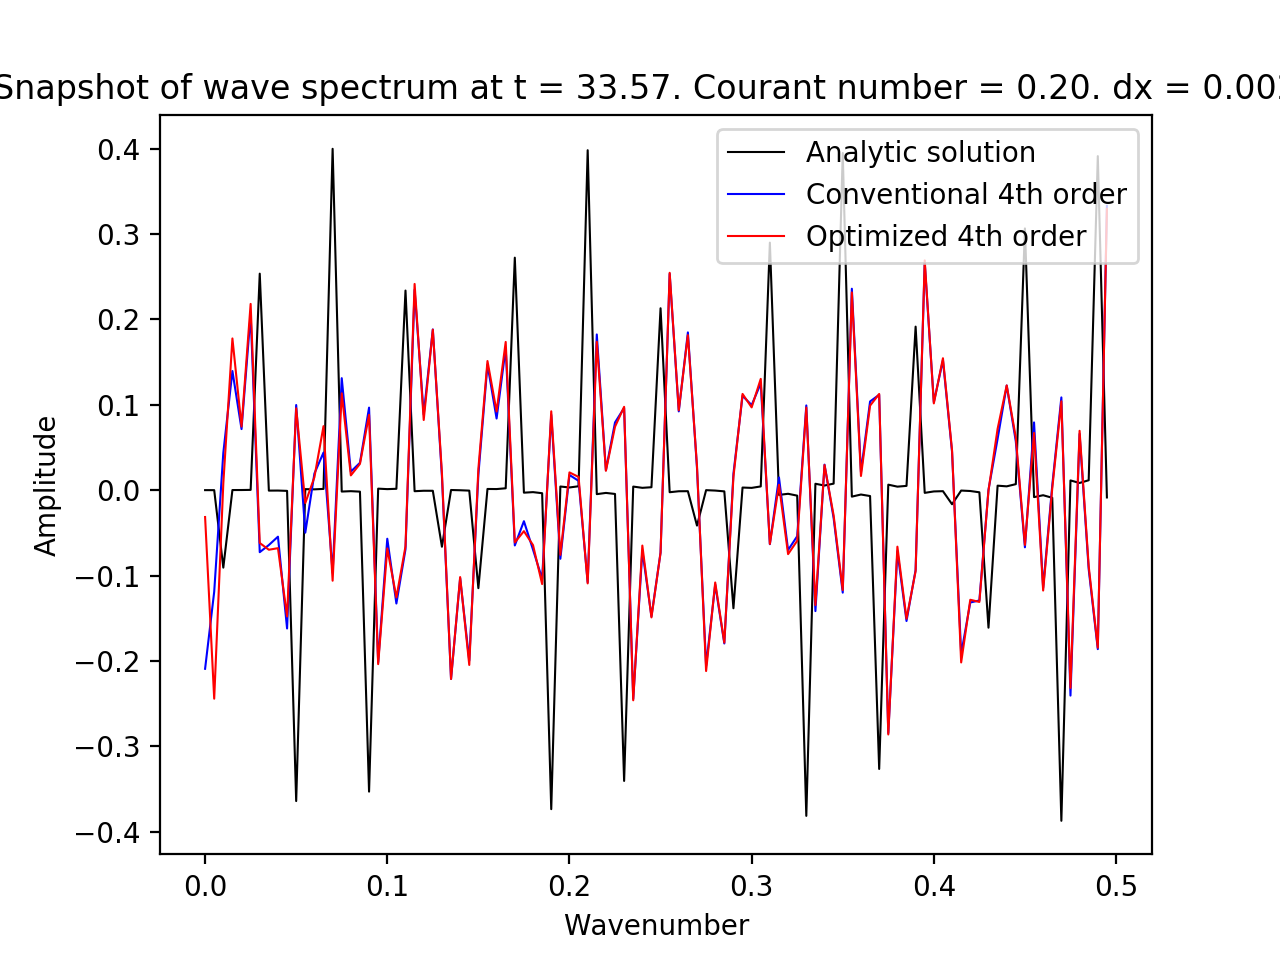 Snapshot of wave spectrum at t = 33.57. Courant number = 0.20. dx = 0.00
Analytic solution
Conventional 4th order
Optimized 4th order
Amplitude
0.4
0.3
0.2
0.1
0.0
−0.1
−0.2
−0.3
−0.4
0.0 0.1 0.2 0.3 0.4 0.5
Wavenumber